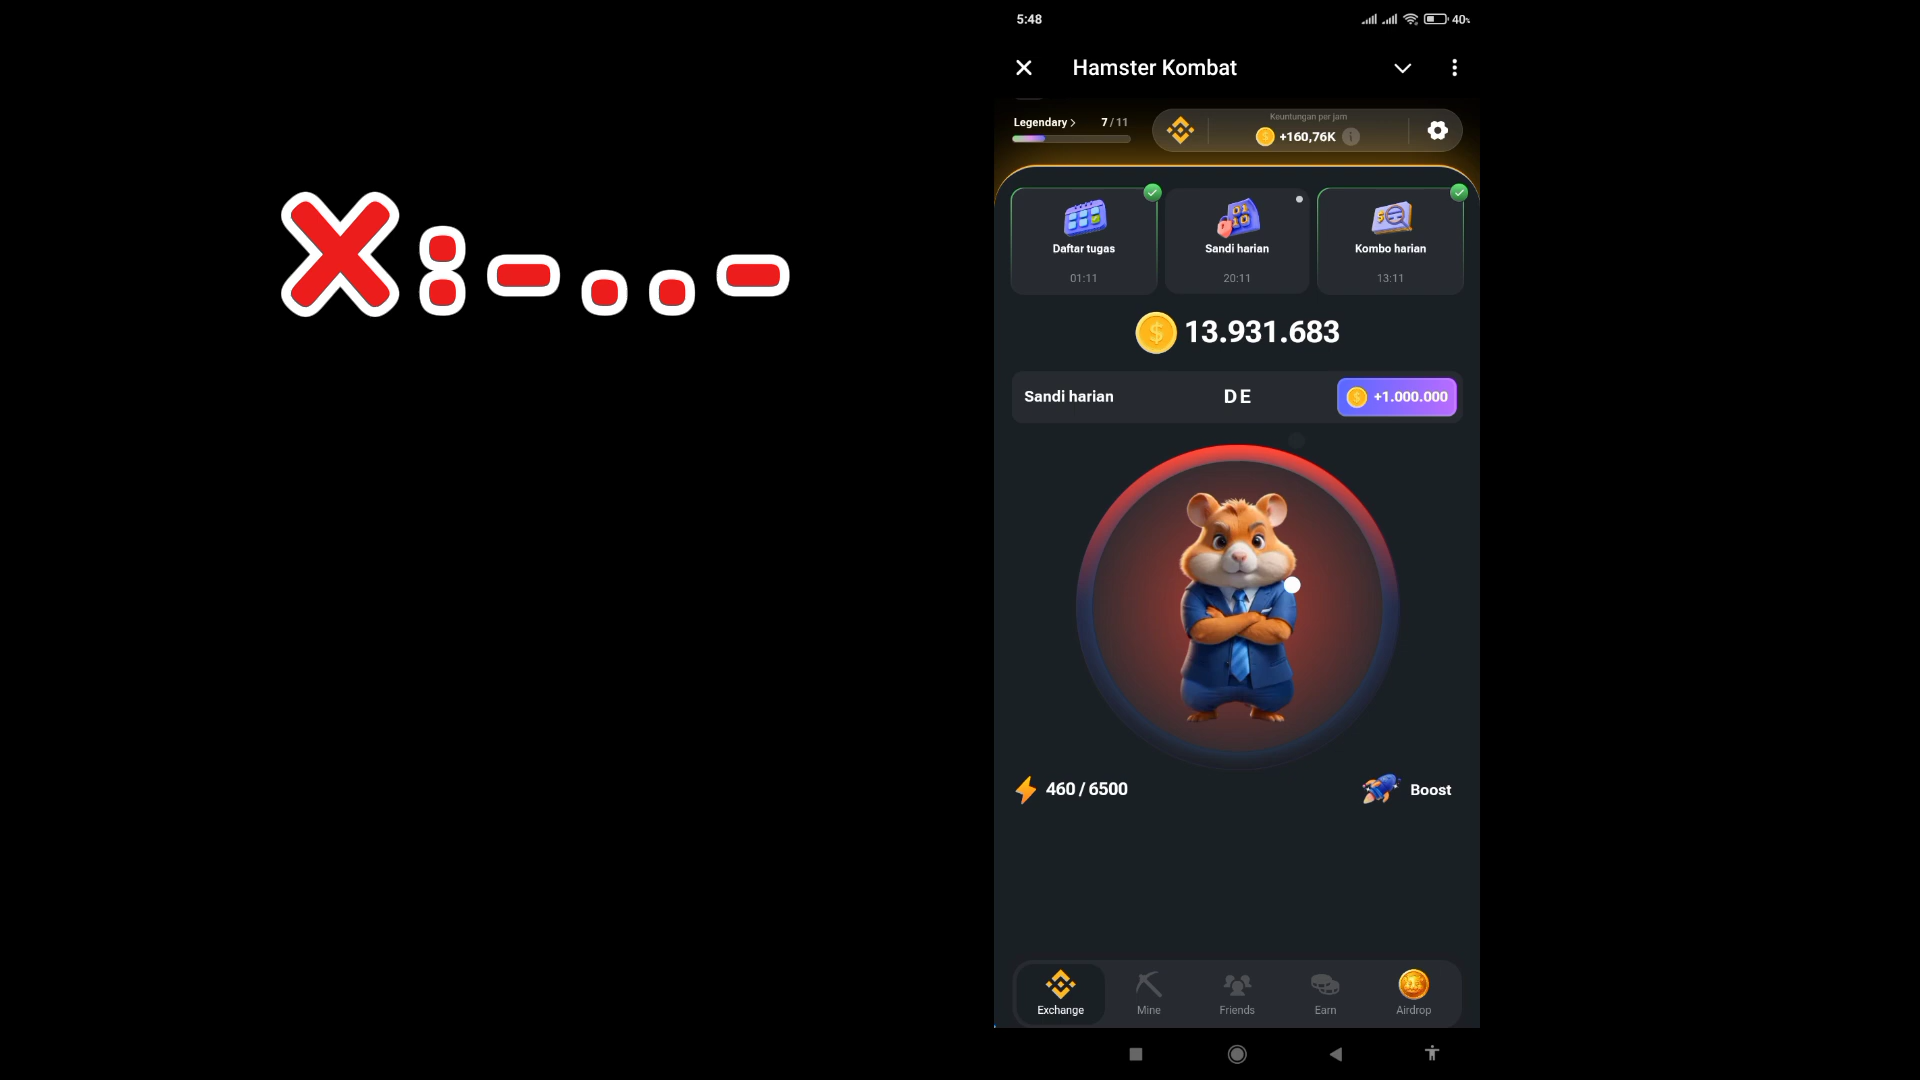 X:-..-
5:48
40%
Hamster Kombat
Legendary >
7 / 11
Keuntungan per jam
+160,76K
Daftar tugas
01:11
Sandi harian
20:11
Kombo harian
13:11
13.931.683
Sandi harian
DE
+1.000.000
460 / 6500
Boost
Exchange
Mine
Friends
Earn
Airdrop